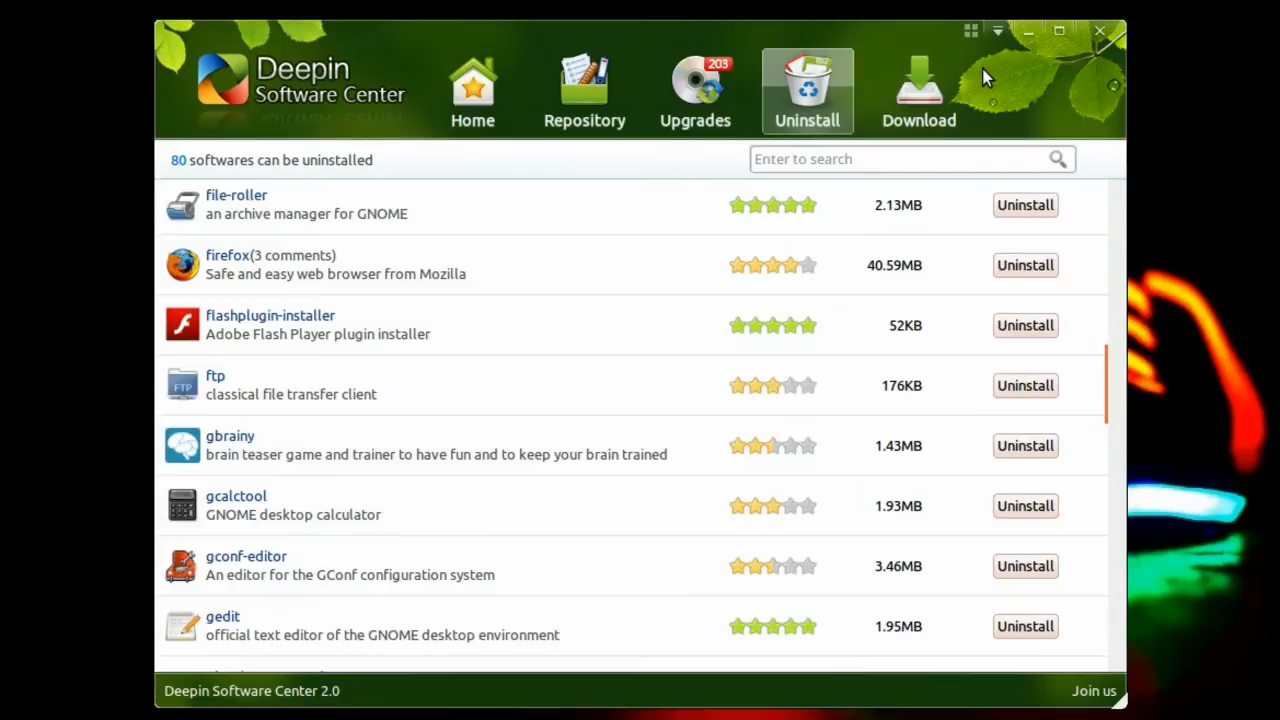 Deepin
Software Center
Home
Repository
203
Upgrades
Uninstall
Download
80 softwares can be uninstalled
Enter to search
file-roller
an archive manager for GNOME
2.13MB
Uninstall
firefox(3 comments)
Safe and easy web browser from Mozilla
40.59MB
Uninstall
flashplugin-installer
Adobe Flash Player plugin installer
52KB
Uninstall
FTP
ftp
classical file transfer client
176KB
Uninstall
gbrainy
brain teaser game and trainer to have fun and to keep your brain trained
1.43MB
Uninstall
gcalctool
GNOME desktop calculator
1.93MB
Uninstall
gconf-editor
An editor for the GConf configuration system
3.46MB
Uninstall
gedit
official text editor of the GNOME desktop environment
1.95MB
Uninstall
Deepin Software Center 2.0
Join us